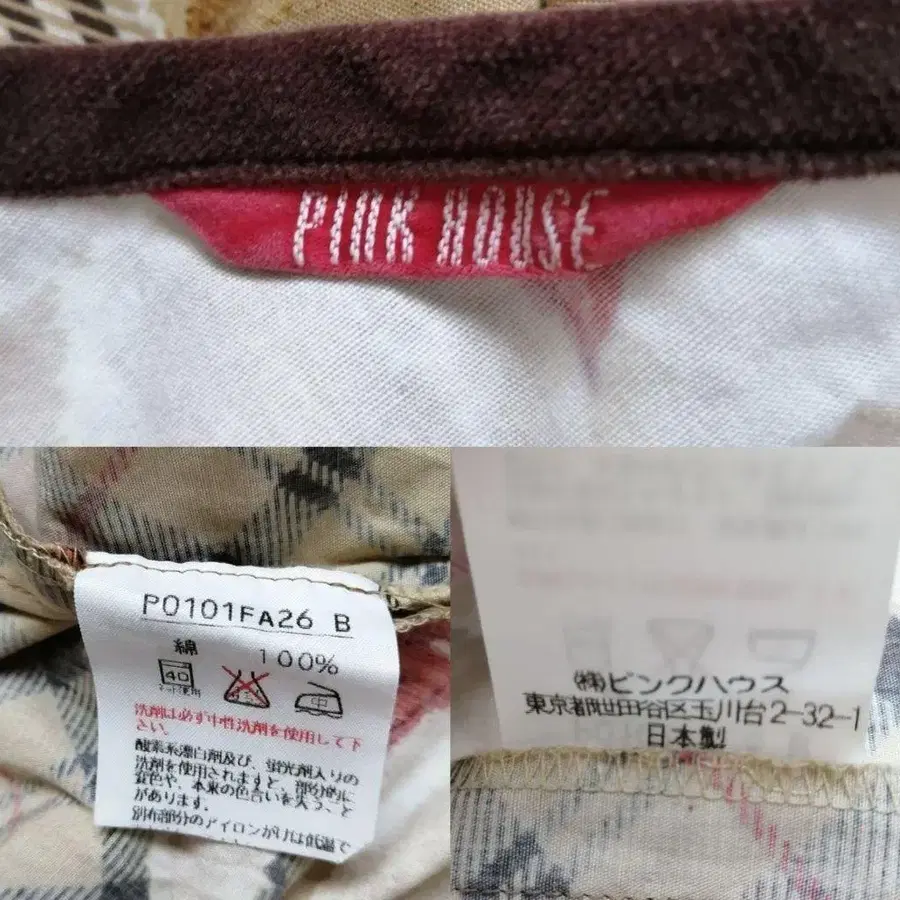 PINK HOUSE
P0101FA26 B
綿 100%
40
ネット使用
洗剤は必ず中性洗剤を使用して下
さい。
酸素系漂白剤及び、蛍光剤入りの
洗剤を使用されますと、部分的に
変色や、本来の色合いを失うこと
があります。
別布部分のアイロンがけは低温で
(株)ピンクハウス
東京都世田谷区玉川台2-32-1
日本製